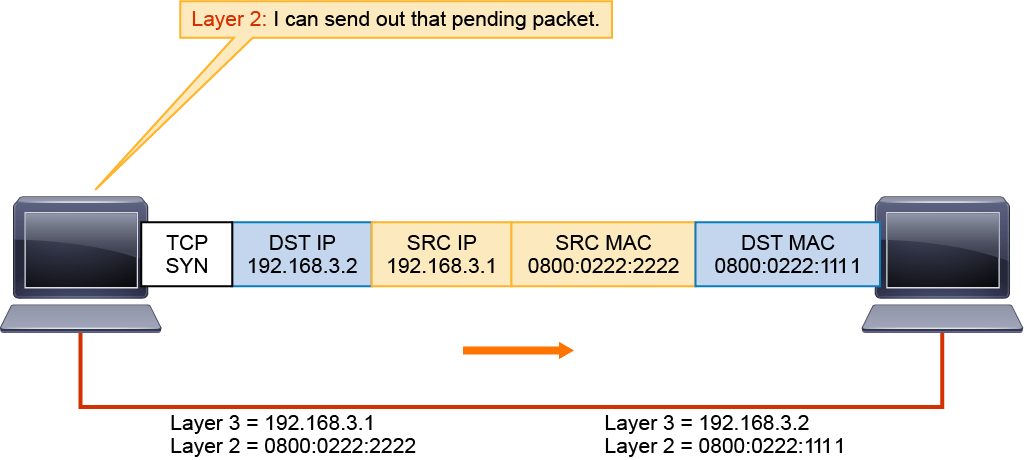 Layer 2: I can send out that pending packet.
TCP
SYN
DST IP
192.168.3.2
SRC IP
192.168.3.1
SRC MAC
0800:0222:2222
DST MAC
0800:0222:1111
Layer 3 = 192.168.3.1
Layer 2 = 0800:0222:2222
Layer 3 = 192.168.3.2
Layer 2 = 0800:0222:1111